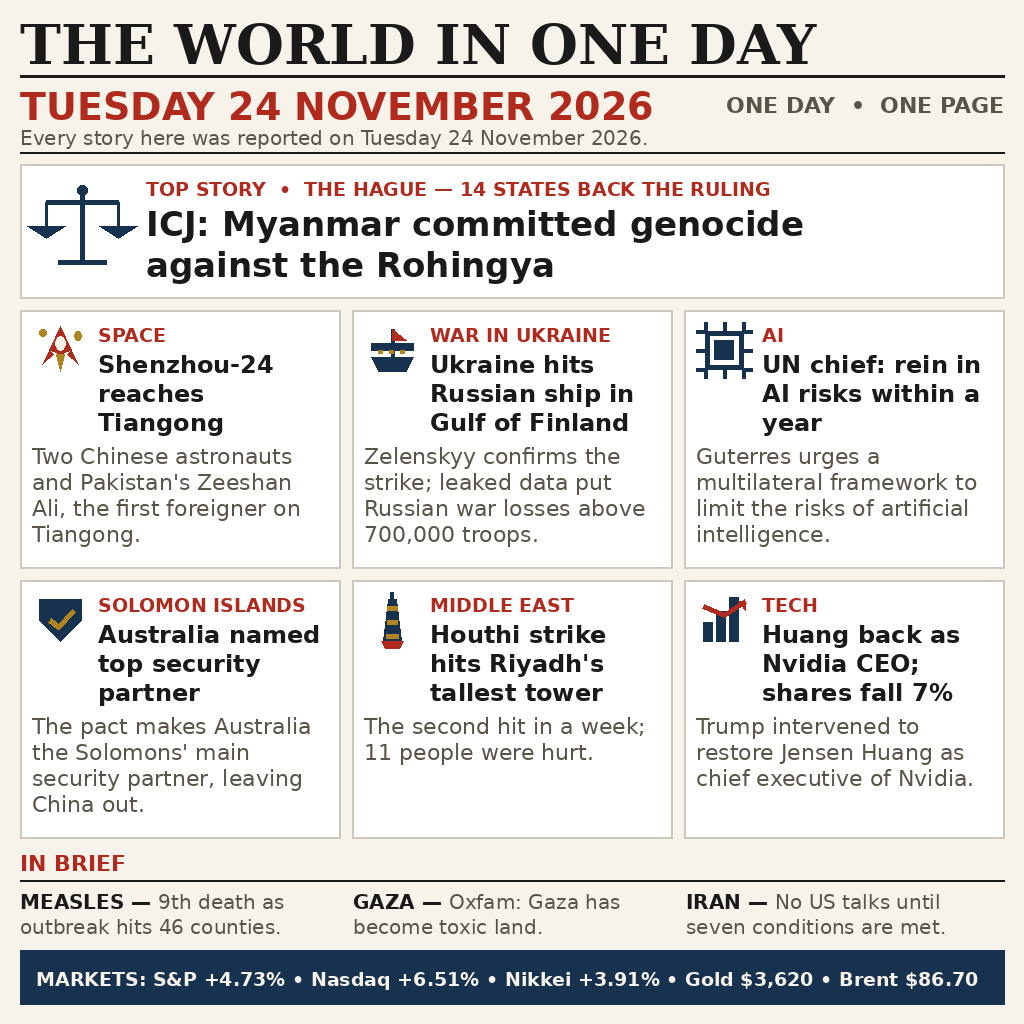 THE WORLD IN ONE DAY
TUESDAY 24 NOVEMBER 2026
ONE DAY • ONE PAGE
Every story here was reported on Tuesday 24 November 2026.
TOP STORY • THE HAGUE — 14 STATES BACK THE RULING
ICJ: Myanmar committed genocide
against the Rohingya
SPACE
Shenzhou-24
reaches
Tiangong
Two Chinese astronauts
and Pakistan's Zeeshan
Ali, the first foreigner on
Tiangong.
WAR IN UKRAINE
Ukraine hits
Russian ship in
Gulf of Finland
Zelenskyy confirms the
strike; leaked data put
Russian war losses above
700,000 troops.
AI
UN chief: rein in
AI risks within a
year
Guterres urges a
multilateral framework to
limit the risks of artificial
intelligence.
SOLOMON ISLANDS
Australia named
top security
partner
The pact makes Australia
the Solomons' main
security partner, leaving
China out.
MIDDLE EAST
Houthi strike
hits Riyadh's
tallest tower
The second hit in a week;
11 people were hurt.
TECH
Huang back as
Nvidia CEO;
shares fall 7%
Trump intervened to
restore Jensen Huang as
chief executive of Nvidia.
IN BRIEF
MEASLES — 9th death as
outbreak hits 46 counties.
GAZA — Oxfam: Gaza has
become toxic land.
IRAN — No US talks until
seven conditions are met.
MARKETS: S&P +4.73% • Nasdaq +6.51% • Nikkei +3.91% • Gold $3,620 • Brent $86.70